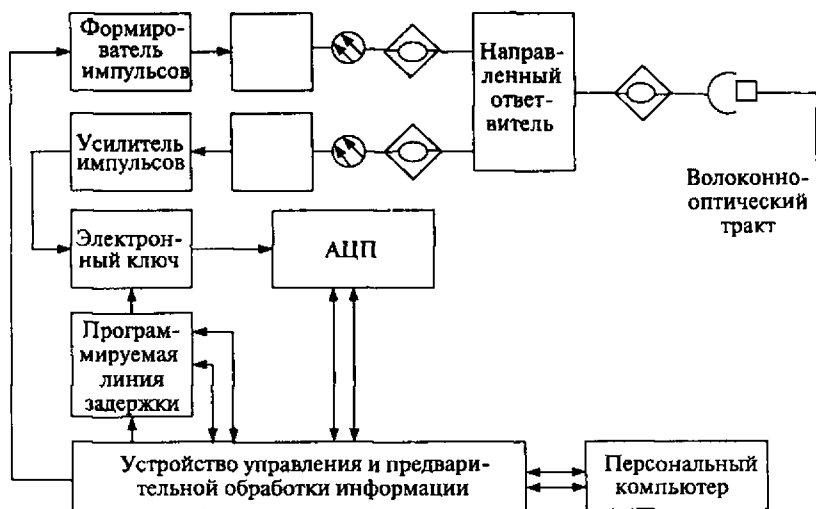 Формиро-
ватель
импульсов
Направ-
ленный
ответ-
витель
Усилитель
импульсов
Волоконно-
оптический
тракт
Электрон-
ный ключ
АЦП
Програм-
мируемая
линия
задержки
Устройство управления и предвари-
тельной обработки информации
Персональный
компьютер